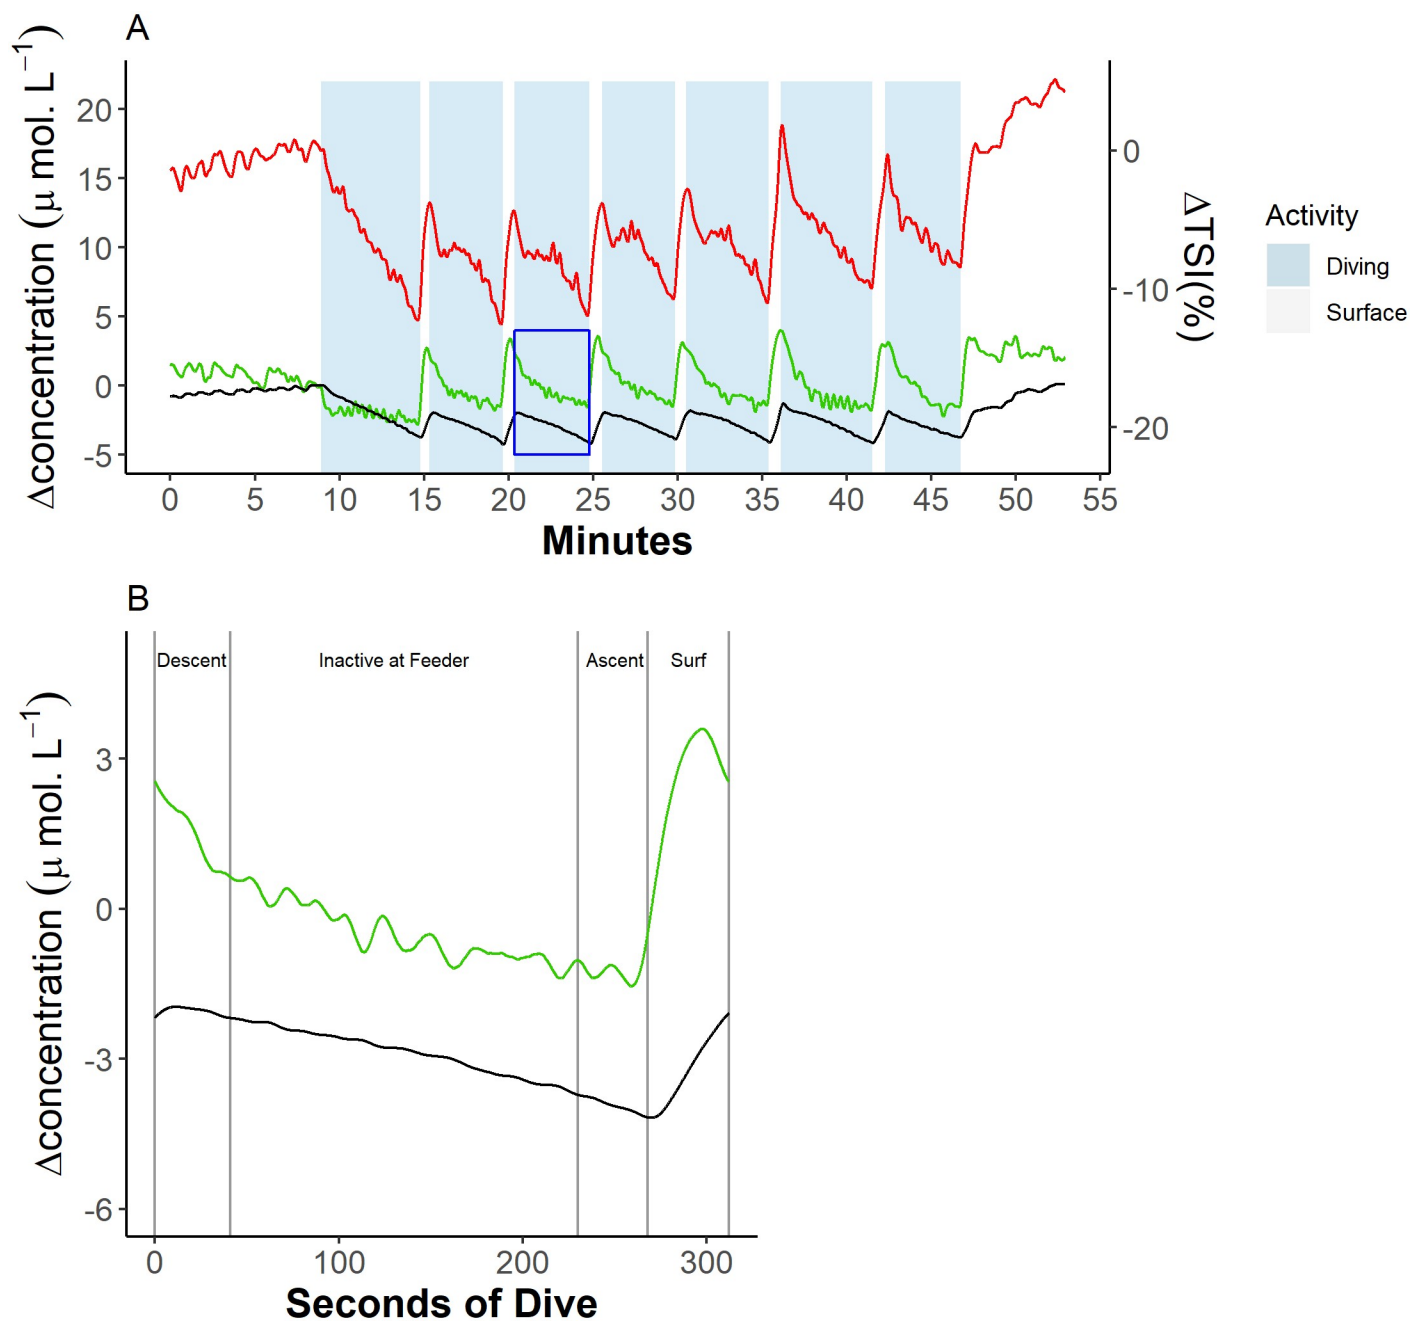 A
Δconcentration (μ mol. L⁻¹)
20
15
10
5
0
-5
0
-10
-20
ΔTSI(%)
0 5 10 15 20 25 30 35 40 45 50 55
Minutes
Activity
Diving
Surface
B
Δconcentration (μ mol. L⁻¹)
Descent Inactive at Feeder Ascent Surf
3
0
-3
-6
0 100 200 300
Seconds of Dive